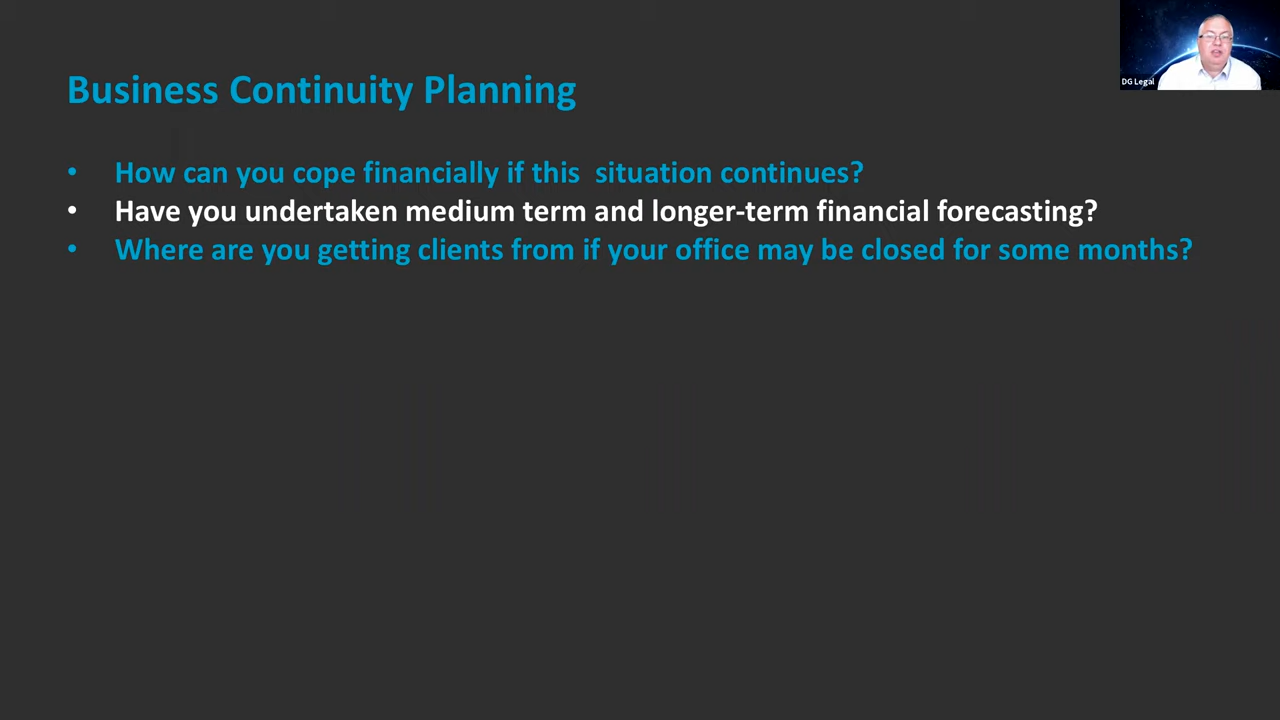 DG Legal
Business Continuity Planning
• How can you cope financially if this  situation continues?
• Have you undertaken medium term and longer-term financial forecasting?
• Where are you getting clients from if your office may be closed for some months?